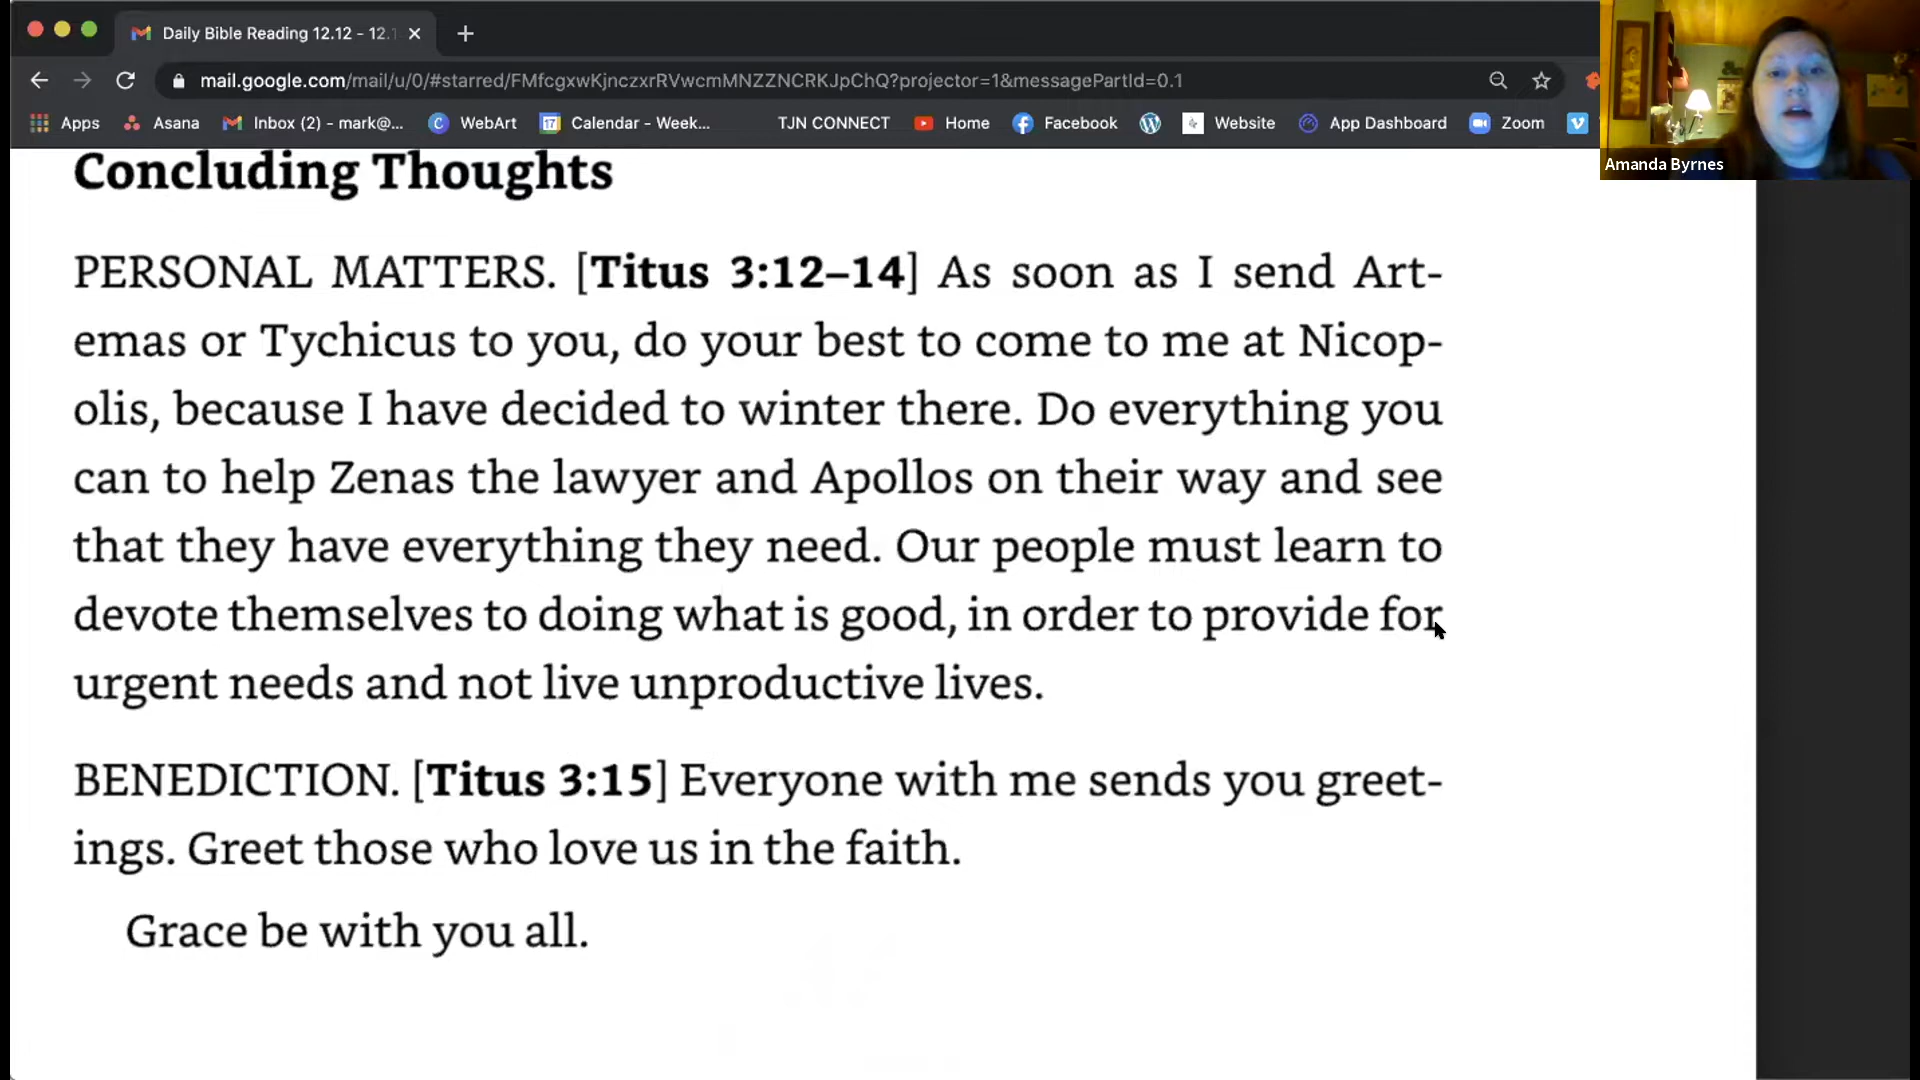 Daily Bible Reading 12.12 - 12.1
mail.google.com/mail/u/0/#starred/FMfcgxwKjnczxrRVwcmMNZZNCRKJpChQ?projector=1&messagePartId=0.1
Apps Asana Inbox (2) - mark@... WebArt 17 Calendar - Week... TJN CONNECT Home Facebook Website App Dashboard Zoom
Amanda Byrnes
Concluding Thoughts
PERSONAL MATTERS. [Titus 3:12–14] As soon as I send Art-
emas or Tychicus to you, do your best to come to me at Nicop-
olis, because I have decided to winter there. Do everything you
can to help Zenas the lawyer and Apollos on their way and see
that they have everything they need. Our people must learn to
devote themselves to doing what is good, in order to provide for
urgent needs and not live unproductive lives.
BENEDICTION. [Titus 3:15] Everyone with me sends you greet-
ings. Greet those who love us in the faith.
Grace be with you all.